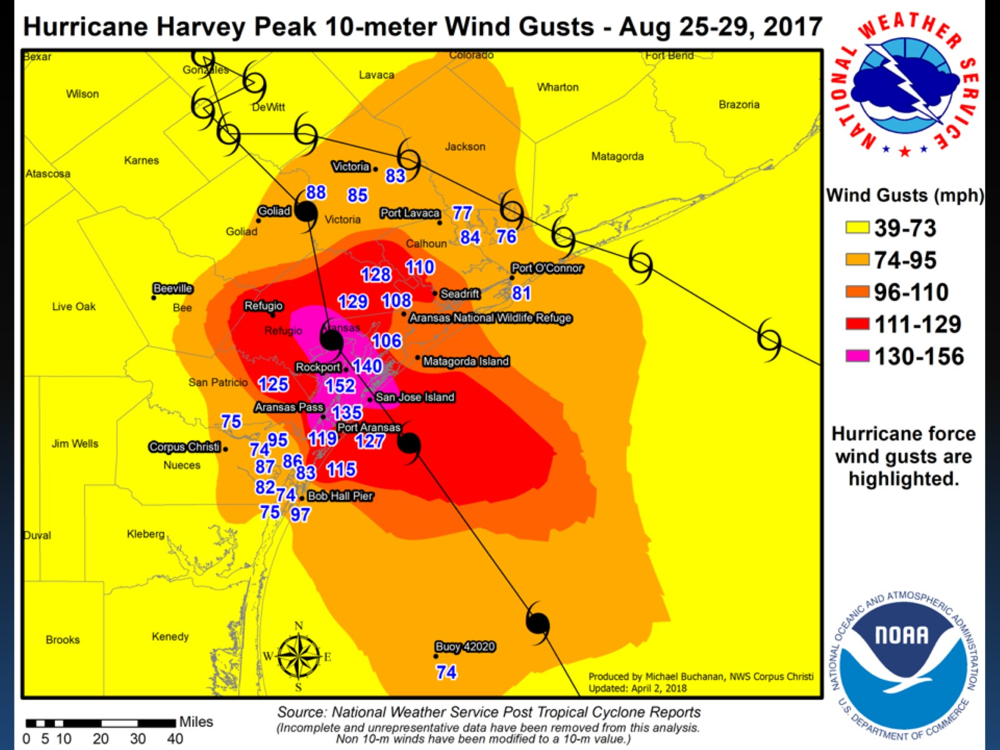 Hurricane Harvey Peak 10-meter Wind Gusts - Aug 25-29, 2017
NATIONAL WEATHER SERVICE
Bexar
Gonzales
Colorado
Fort Bend
Lavaca
Wilson
Wharton
DeWitt
Brazoria
Jackson
Matagorda
Karnes
Atascosa
Victoria
83
88
85
Goliad
Victoria
Port Lavaca
77
Goliad
84
76
Calhoun
128
110
Port O'Connor
Beeville
Bee
Live Oak
129
108
Seadrift
81
Refugio
Aransas National Wildlife Refuge
Refugio
Aransas
106
Rockport
140
Matagorda Island
San Patricio
125
152
San Jose Island
Aransas Pass
135
75
Port Aransas
119
127
95
74
Jim Wells
Corpus Christi
Nueces
87
86
83
115
82
74
Bob Hall Pier
75
97
Duval
Kleberg
Brooks
Kenedy
N
W
E
S
Buoy 42020
74
Produced by Michael Buchanan, NWS Corpus Christi
Updated: April 2, 2018
Wind Gusts (mph)
39-73
74-95
96-110
111-129
130-156
Hurricane force
wind gusts are
highlighted.
NATIONAL OCEANIC AND ATMOSPHERIC ADMINISTRATION
NOAA
U.S. DEPARTMENT OF COMMERCE
Miles
0 5 10 20 30 40
Source: National Weather Service Post Tropical Cyclone Reports
(Incomplete and unrepresentative data have been removed from this analysis.
Non 10-m winds have been modified to a 10-m value.)